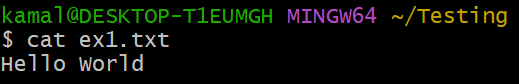 kamal@DESKTOP-T1EUMGH MINGW64 ~/Testing
$ cat ex1.txt
Hello World